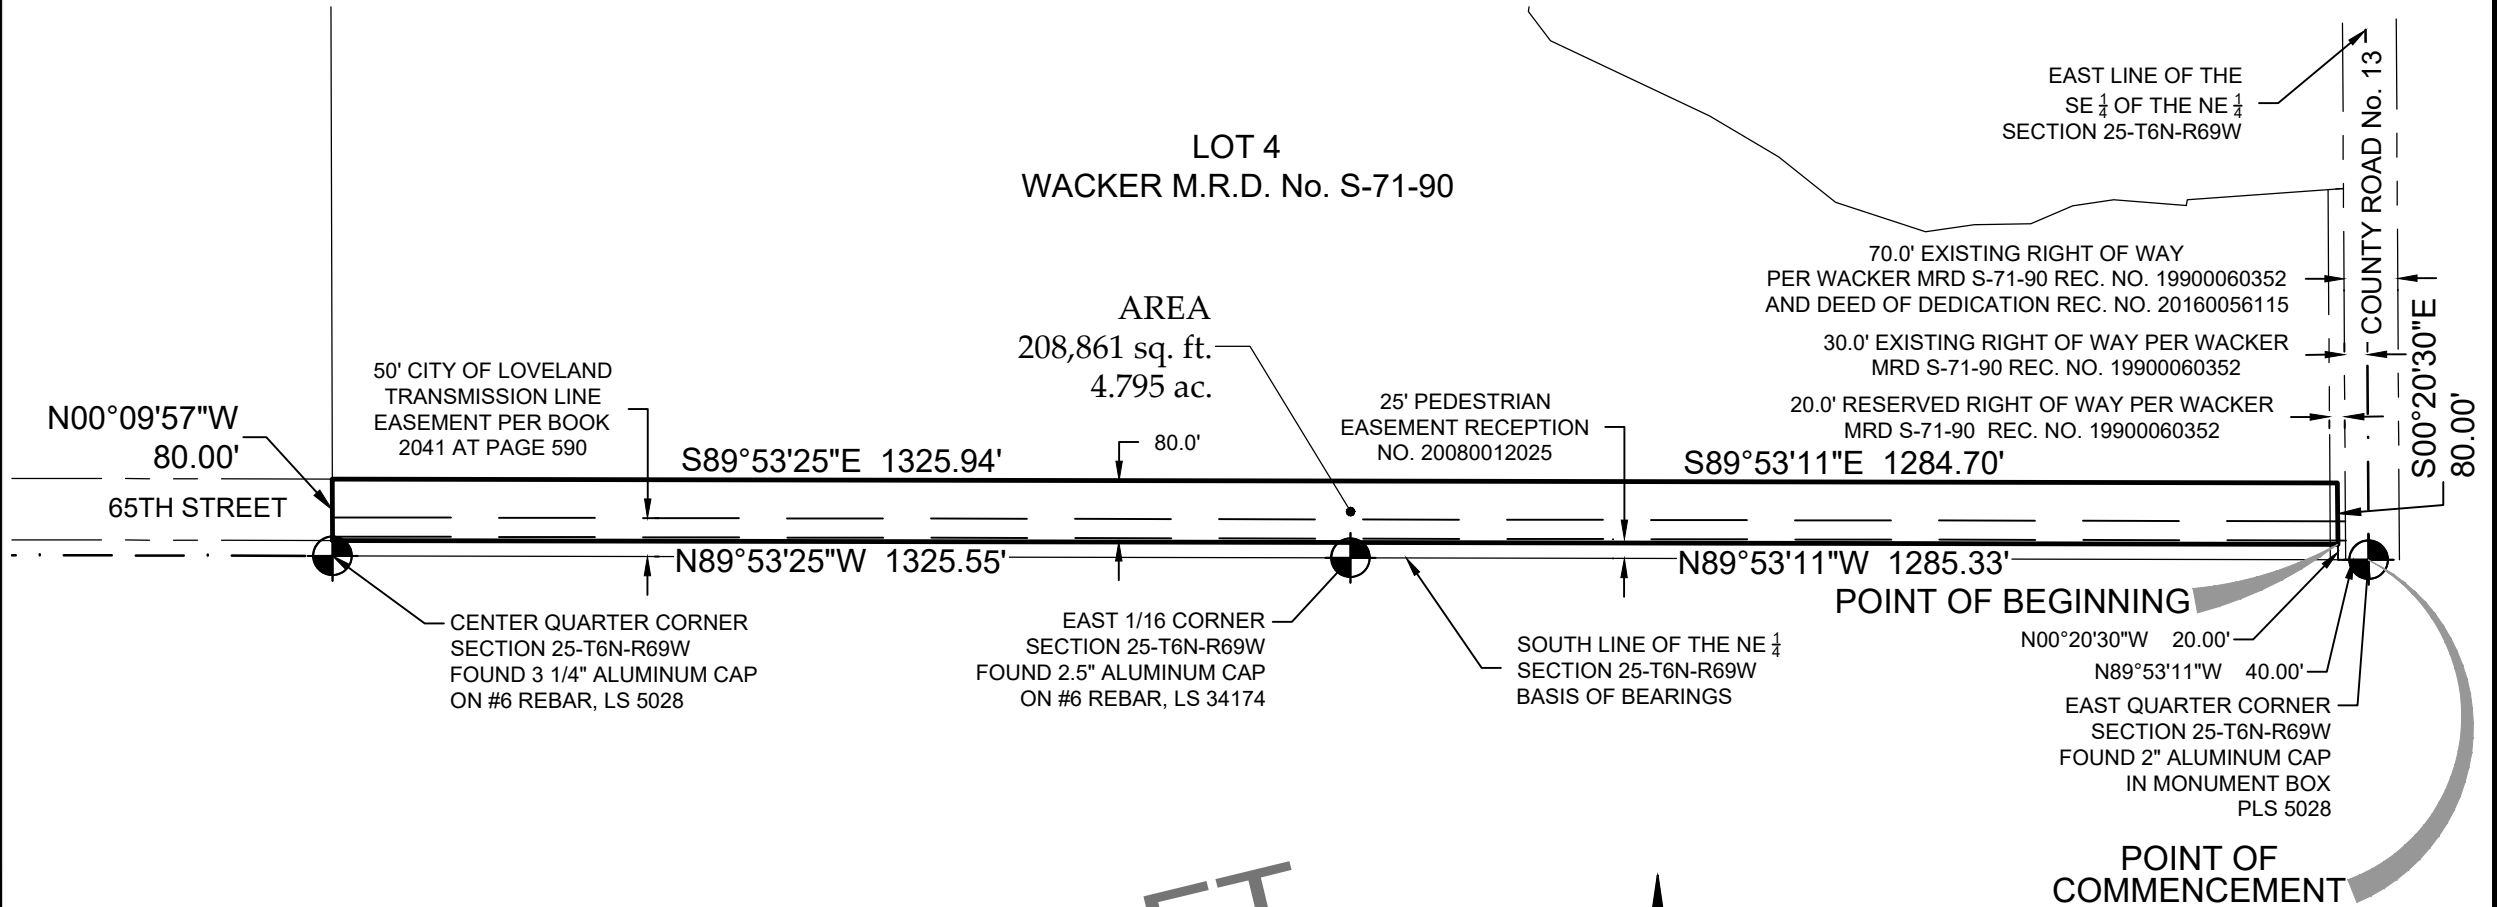 EAST LINE OF THE
SE 1/4 OF THE NE 1/4
SECTION 25-T6N-R69W
COUNTY ROAD No. 13
LOT 4
WACKER M.R.D. No. S-71-90
70.0' EXISTING RIGHT OF WAY
PER WACKER MRD S-71-90 REC. NO. 19900060352
AND DEED OF DEDICATION REC. NO. 20160056115
30.0' EXISTING RIGHT OF WAY PER WACKER
MRD S-71-90 REC. NO. 19900060352
20.0' RESERVED RIGHT OF WAY PER WACKER
MRD S-71-90 REC. NO. 19900060352
S00°20'30"E
80.00'
AREA
208,861 sq. ft.
4.795 ac.
50' CITY OF LOVELAND
TRANSMISSION LINE
EASEMENT PER BOOK
2041 AT PAGE 590
25' PEDESTRIAN
EASEMENT RECEPTION
NO. 20080012025
N00°09'57"W
80.00'
80.0'
S89°53'25"E 1325.94'
S89°53'11"E 1284.70'
65TH STREET
N89°53'25"W 1325.55'
N89°53'11"W 1285.33'
POINT OF BEGINNING
CENTER QUARTER CORNER
SECTION 25-T6N-R69W
FOUND 3 1/4" ALUMINUM CAP
ON #6 REBAR, LS 5028
EAST 1/16 CORNER
SECTION 25-T6N-R69W
FOUND 2.5" ALUMINUM CAP
ON #6 REBAR, LS 34174
SOUTH LINE OF THE NE 1/4
SECTION 25-T6N-R69W
BASIS OF BEARINGS
N00°20'30"W 20.00'
N89°53'11"W 40.00'
EAST QUARTER CORNER
SECTION 25-T6N-R69W
FOUND 2" ALUMINUM CAP
IN MONUMENT BOX
PLS 5028
POINT OF
COMMENCEMENT